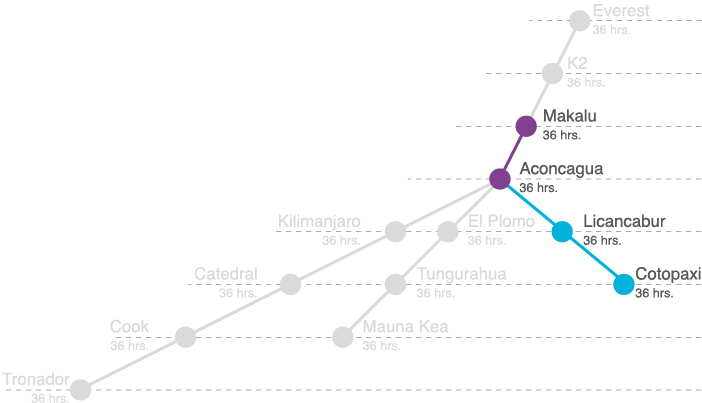 Everest
36 hrs.
K2
36 hrs.
Makalu
36 hrs.
Aconcagua
36 hrs.
Kilimanjaro
36 hrs.
El Plomo
36 hrs.
Licancabur
36 hrs.
Catedral
36 hrs.
Tungurahua
36 hrs.
Cotopaxi
36 hrs.
Cook
36 hrs.
Mauna Kea
36 hrs.
Tronador
36 hrs.